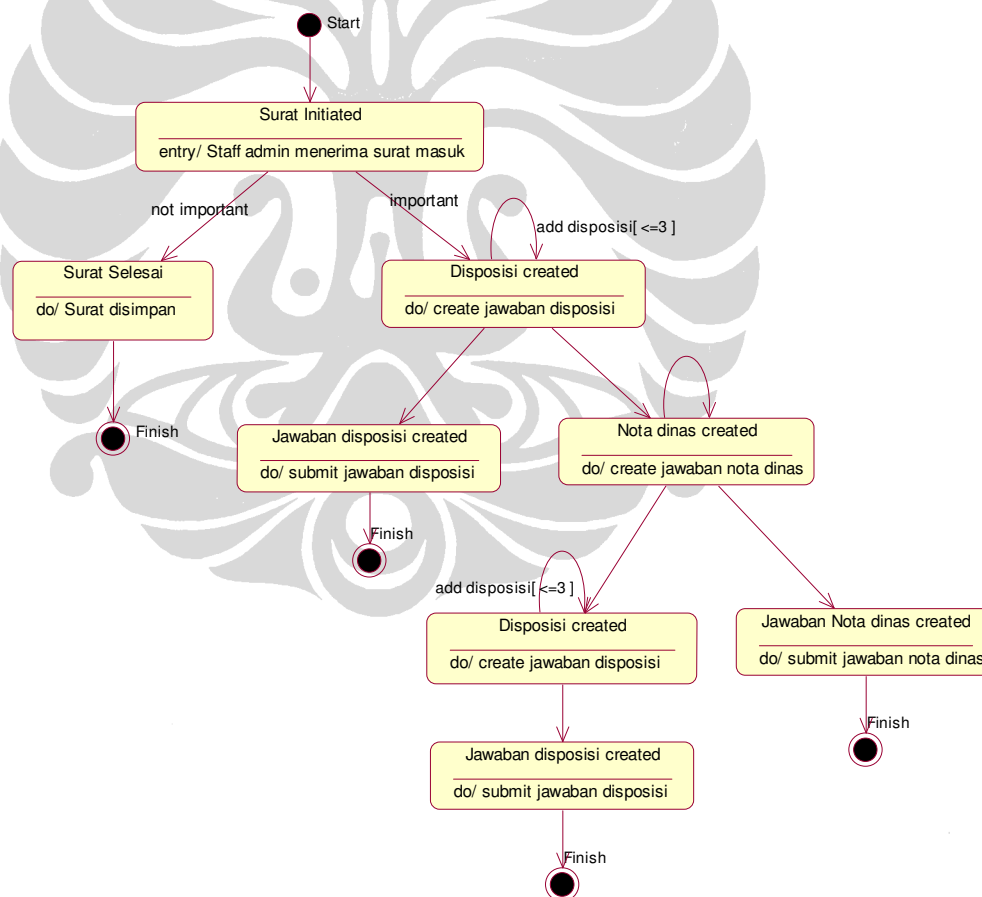 Start
Surat Initiated
entry/ Staff admin menerima surat masuk
not important
important
add disposisi[ <=3 ]
Surat Selesai
do/ Surat disimpan
Disposisi created
do/ create jawaban disposisi
Finish
Jawaban disposisi created
do/ submit jawaban disposisi
Nota dinas created
do/ create jawaban nota dinas
Finish
add disposisi[ <=3 ]
Disposisi created
do/ create jawaban disposisi
Jawaban Nota dinas created
do/ submit jawaban nota dinas
Finish
Jawaban disposisi created
do/ submit jawaban disposisi
Finish